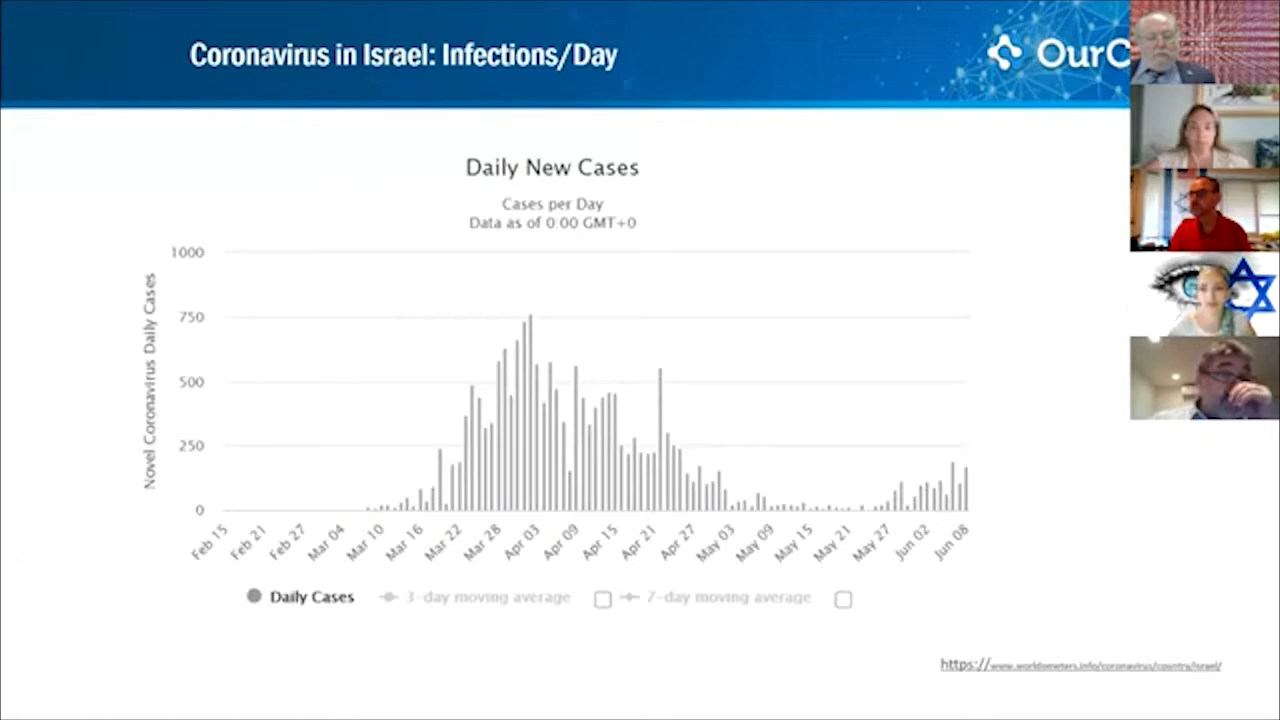 Coronavirus in Israel: Infections/Day
OurC
Daily New Cases
Cases per Day
Data as of 0:00 GMT+0
Novel Coronavirus Daily Cases
1000
750
500
250
0
Feb 15
Feb 21
Feb 27
Mar 04
Mar 10
Mar 16
Mar 22
Mar 28
Apr 03
Apr 09
Apr 15
Apr 21
Apr 27
May 03
May 09
May 15
May 21
May 27
Jun 02
Jun 08
Daily Cases
3-day moving average
7-day moving average
https://www.worldometers.info/coronavirus/country/israel/